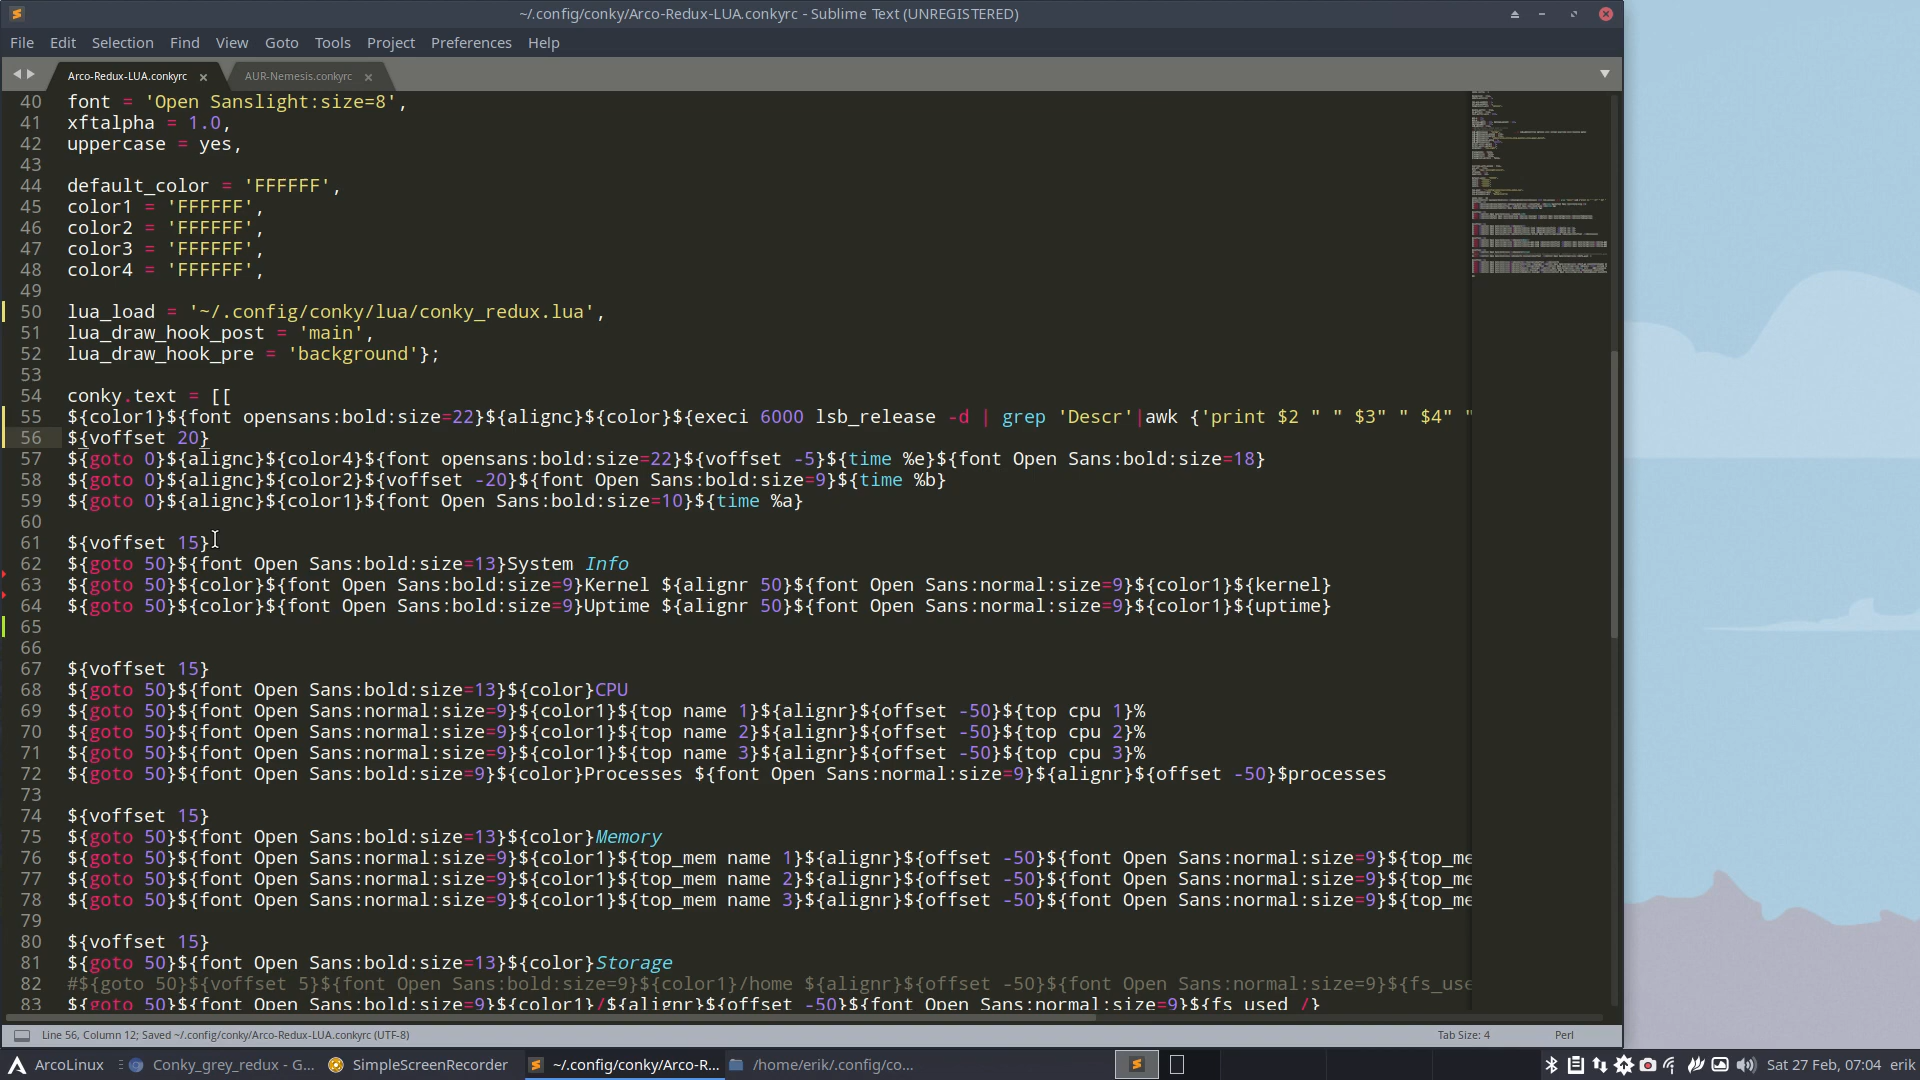 ~/.config/conky/Arco-Redux-LUA.conkyrc - Sublime Text (UNREGISTERED)
File Edit Selection Find View Goto Tools Project Preferences Help
Arco-Redux-LUA.conkyrc × AUR-Nemesis.conkyrc ×
40 font = 'Open Sanslight:size=8',
41 xftalpha = 1.0,
42 uppercase = yes,
43
44 default_color = 'FFFFFF',
45 color1 = 'FFFFFF',
46 color2 = 'FFFFFF',
47 color3 = 'FFFFFF',
48 color4 = 'FFFFFF',
49
50 lua_load = '~/.config/conky/lua/conky_redux.lua',
51 lua_draw_hook_post = 'main',
52 lua_draw_hook_pre = 'background'};
53
54 conky.text = [[
55 ${color1}${font opensans:bold:size=22}${alignc}${color}${execi 6000 lsb_release -d | grep 'Descr'|awk {'print $2 " " $3" " $4" "
56 ${voffset 20}
57 ${goto 0}${alignc}${color4}${font opensans:bold:size=22}${voffset -5}${time %e}${font Open Sans:bold:size=18}
58 ${goto 0}${alignc}${color2}${voffset -20}${font Open Sans:bold:size=9}${time %b}
59 ${goto 0}${alignc}${color1}${font Open Sans:bold:size=10}${time %a}
60
61 ${voffset 15}
62 ${goto 50}${font Open Sans:bold:size=13}System Info
63 ${goto 50}${color}${font Open Sans:bold:size=9}Kernel ${alignr 50}${font Open Sans:normal:size=9}${color1}${kernel}
64 ${goto 50}${color}${font Open Sans:bold:size=9}Uptime ${alignr 50}${font Open Sans:normal:size=9}${color1}${uptime}
65
66
67 ${voffset 15}
68 ${goto 50}${font Open Sans:bold:size=13}${color}CPU
69 ${goto 50}${font Open Sans:normal:size=9}${color1}${top name 1}${alignr}${offset -50}${top cpu 1}%
70 ${goto 50}${font Open Sans:normal:size=9}${color1}${top name 2}${alignr}${offset -50}${top cpu 2}%
71 ${goto 50}${font Open Sans:normal:size=9}${color1}${top name 3}${alignr}${offset -50}${top cpu 3}%
72 ${goto 50}${font Open Sans:bold:size=9}${color}Processes ${font Open Sans:normal:size=9}${alignr}${offset -50}$processes
73
74 ${voffset 15}
75 ${goto 50}${font Open Sans:bold:size=13}${color}Memory
76 ${goto 50}${font Open Sans:normal:size=9}${color1}${top_mem name 1}${alignr}${offset -50}${font Open Sans:normal:size=9}${top_me
77 ${goto 50}${font Open Sans:normal:size=9}${color1}${top_mem name 2}${alignr}${offset -50}${font Open Sans:normal:size=9}${top_me
78 ${goto 50}${font Open Sans:normal:size=9}${color1}${top_mem name 3}${alignr}${offset -50}${font Open Sans:normal:size=9}${top_me
79
80 ${voffset 15}
81 ${goto 50}${font Open Sans:bold:size=13}${color}Storage
82 #${goto 50}${voffset 5}${font Open Sans:bold:size=9}${color1}/home ${alignr}${offset -50}${font Open Sans:normal:size=9}${fs_use
83 ${goto 50}${font Open Sans:bold:size=9}${color1}/${alignr}${offset -50}${font Open Sans:normal:size=9}${fs_used /}
Line 56, Column 12; Saved ~/.config/conky/Arco-Redux-LUA.conkyrc (UTF-8) Tab Size: 4 Perl
ArcoLinux Conky_grey_redux - G... SimpleScreenRecorder ~/.config/conky/Arco-R... /home/erik/.config/co... Sat 27 Feb, 07:04 erik